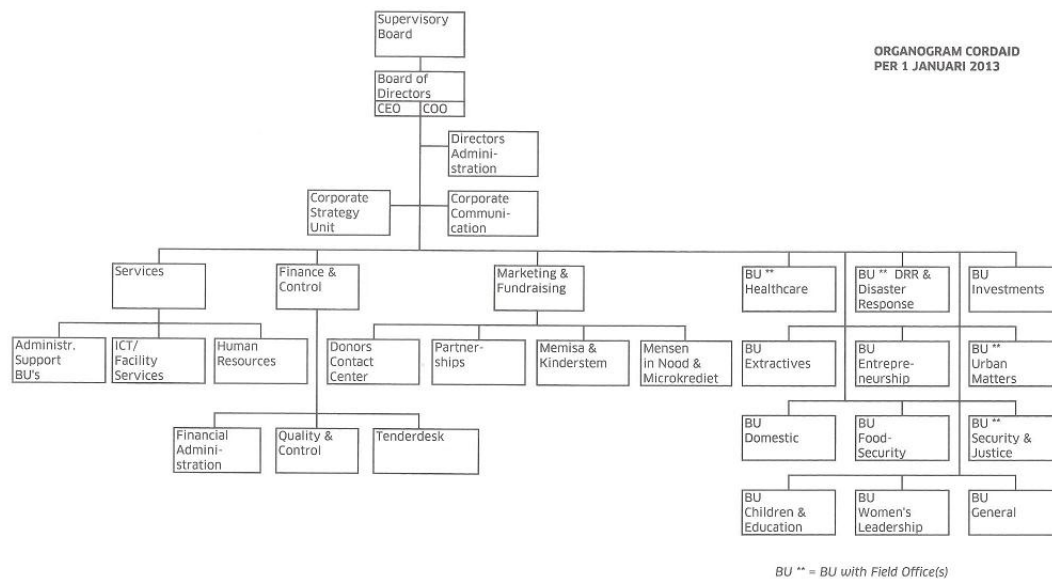 ORGANOGRAM CORDAID
PER 1 JANUARI 2013
Supervisory
Board
Board of
Directors
CEO
COO
Directors
Admini-
stration
Corporate
Strategy
Unit
Corporate
Communi-
cation
Services
Finance &
Control
Marketing &
Fundraising
BU **
Healthcare
BU ** DRR &
Disaster
Response
BU
Investments
Administr.
Support
BU's
ICT/
Facility
Services
Human
Resources
Donors
Contact
Center
Partner-
ships
Memisa &
Kinderstem
Mensen
in Nood &
Microkrediet
BU
Extractives
BU
Entrepre-
neurship
BU **
Urban
Matters
Financial
Admini-
stration
Quality &
Control
Tenderdesk
BU
Domestic
BU
Food-
Security
BU **
Security &
Justice
BU
Children &
Education
BU
Women's
Leadership
BU
General
BU ** = BU with Field Office(s)